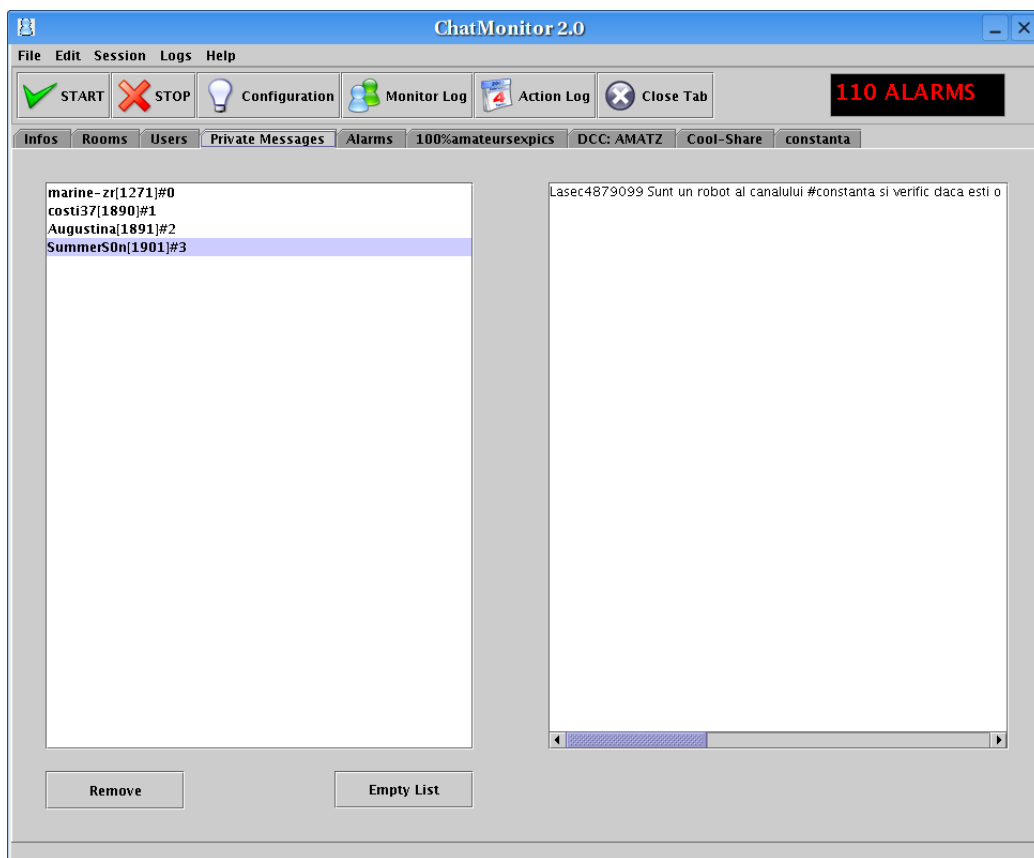 ChatMonitor 2.0
File Edit Session Logs Help
START STOP Configuration Monitor Log 4 Action Log Close Tab 110 ALARMS
Infos Rooms Users Private Messages Alarms 100%amateursexpics DCC: AMATZ Cool-Share constanta
marine-zr[1271]#0
costi37[1890]#1
Augustina[1891]#2
SummerS0n[1901]#3
Lasec4879099 Sunt un robot al canalului #constanta si verific daca esti o
Remove Empty List